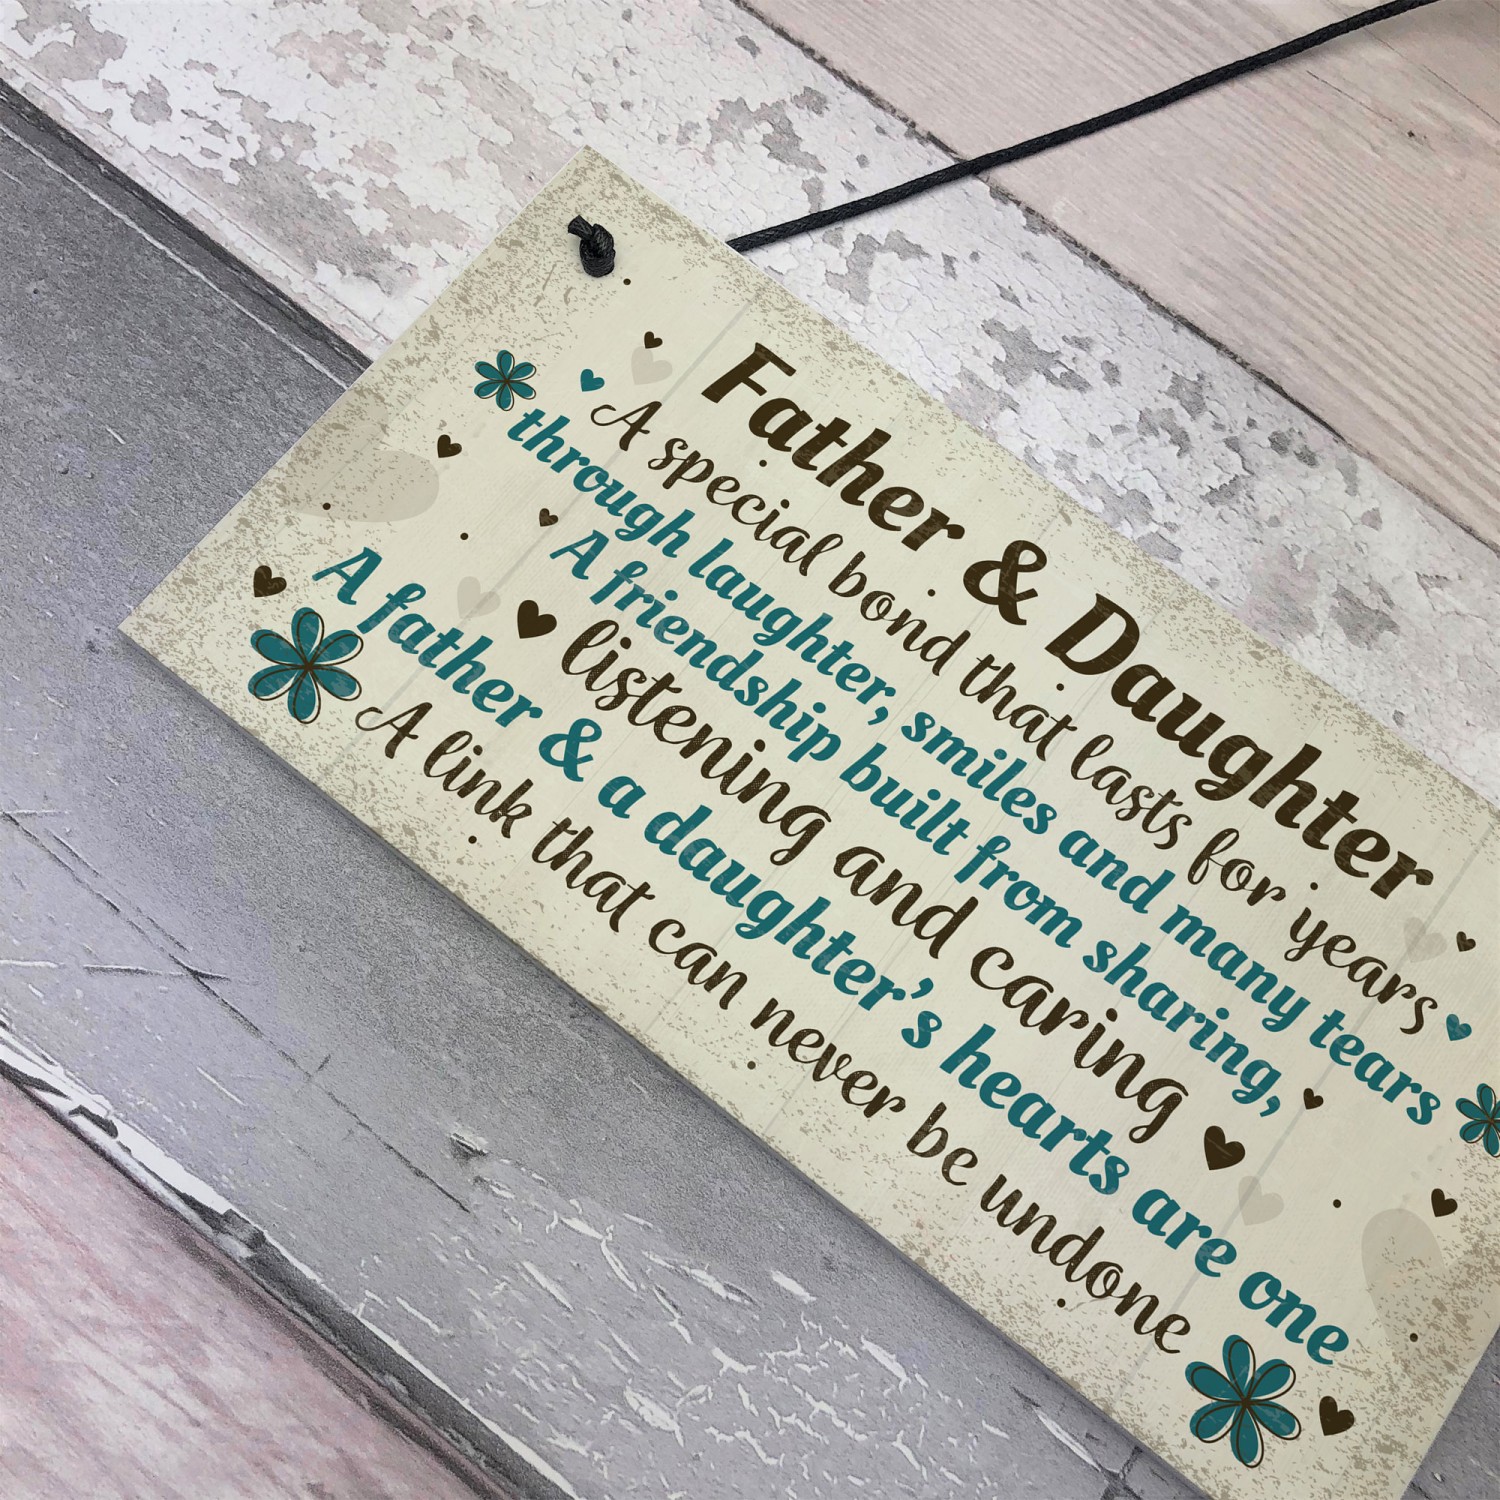 Father & Daughter
A special bond that lasts for years
through laughter, smiles and many tears
A friendship built from sharing,
listening and caring
A father & a daughter's hearts are one
A link that can never be undone